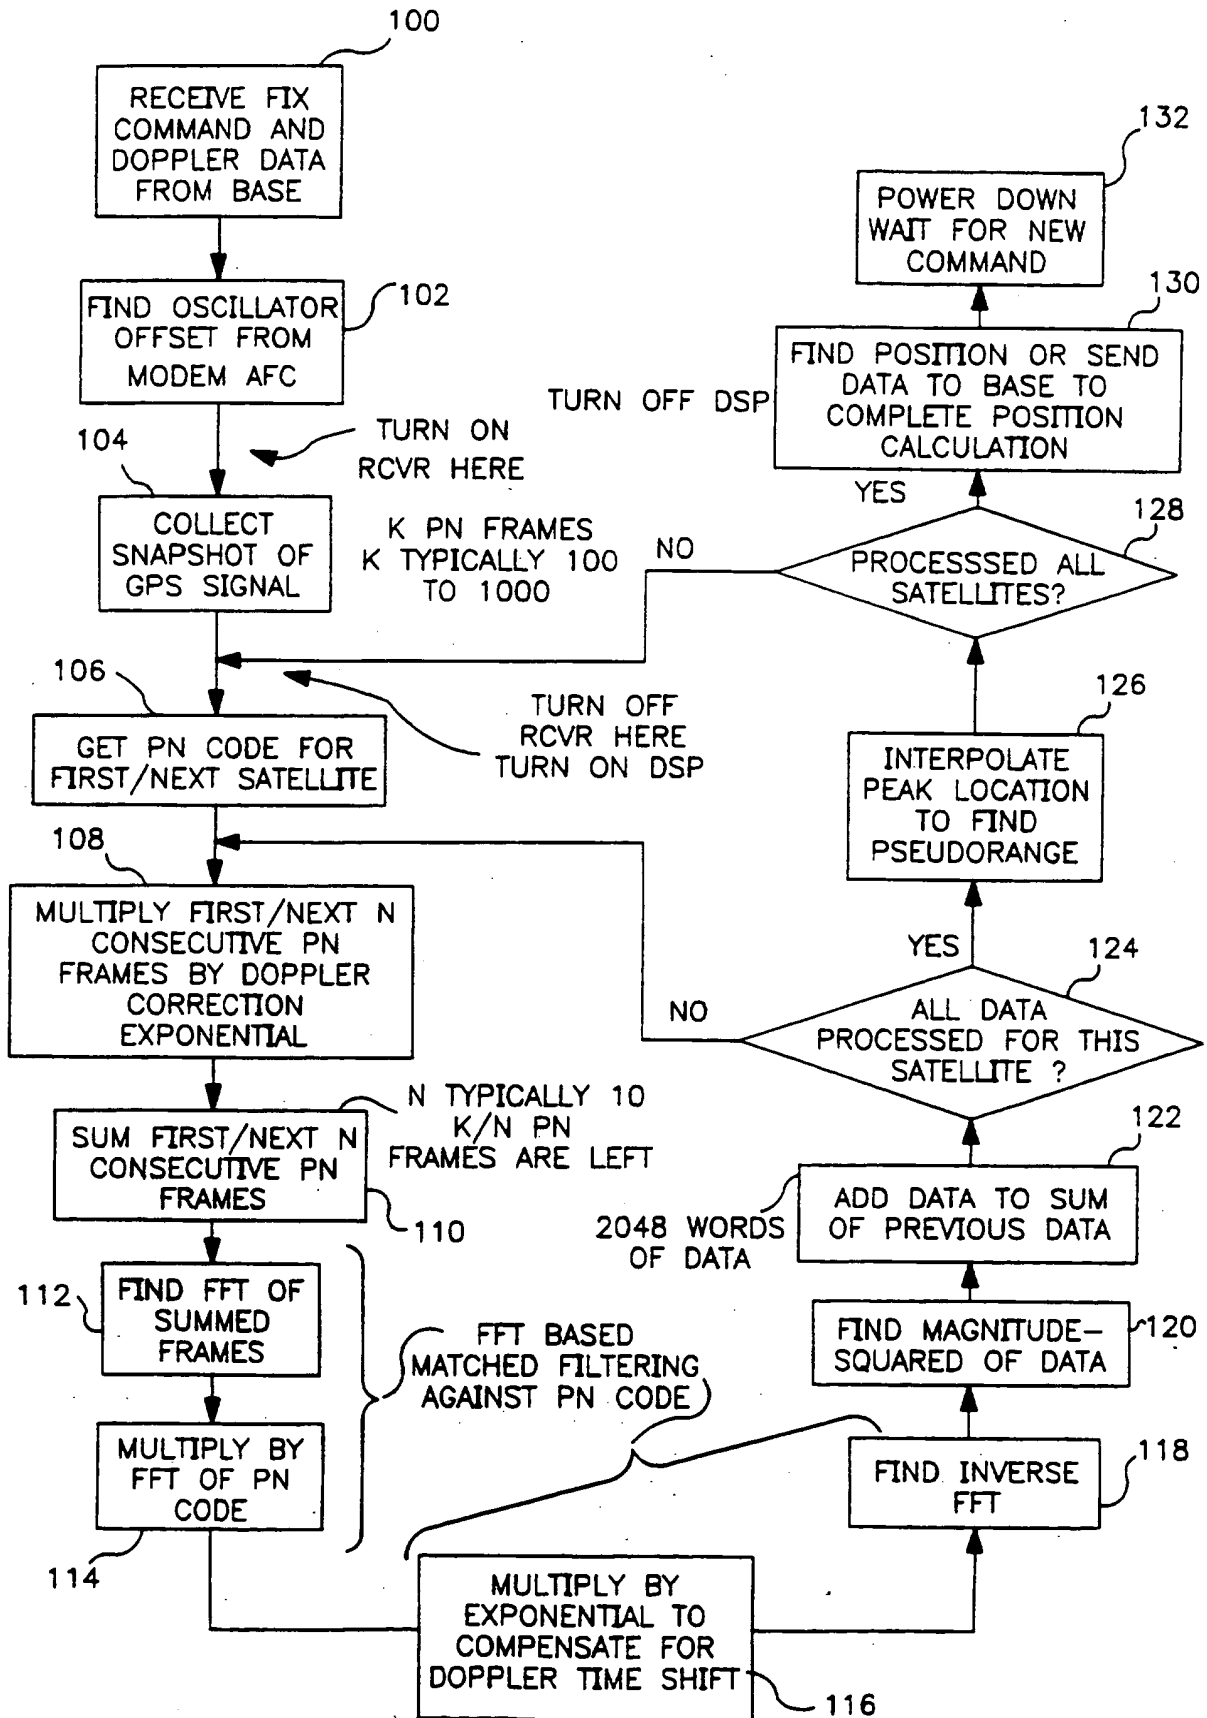 100
RECEIVE FIX
COMMAND AND
DOPPLER DATA
FROM BASE
102
FIND OSCILLATOR
OFFSET FROM
MODEM AFC
TURN ON
RCVR HERE
104
COLLECT
SNAPSHOT OF
GPS SIGNAL
K PN FRAMES
K TYPICALLY 100
TO 1000
106
GET PN CODE FOR
FIRST/NEXT SATELLITE
TURN OFF
RCVR HERE
TURN ON DSP
108
MULTIPLY FIRST/NEXT N
CONSECUTIVE PN
FRAMES BY DOPPLER
CORRECTION
EXPONENTIAL
N TYPICALLY 10
K/N PN
FRAMES ARE LEFT
SUM FIRST/NEXT N
CONSECUTIVE PN
FRAMES
110
112
FIND FFT OF
SUMMED
FRAMES
FFT BASED
MATCHED FILTERING
AGAINST PN CODE
MULTIPLY BY
FFT OF PN
CODE
114
MULTIPLY BY
EXPONENTIAL TO
COMPENSATE FOR
DOPPLER TIME SHIFT
116
FIND INVERSE
FFT
118
FIND MAGNITUDE-
SQUARED OF DATA
120
2048 WORDS
OF DATA
ADD DATA TO SUM
OF PREVIOUS DATA
122
ALL DATA
PROCESSED FOR THIS
SATELLITE ?
124
NO
YES
INTERPOLATE
PEAK LOCATION
TO FIND
PSEUDORANGE
126
PROCESSSED ALL
SATELLITES?
128
NO
YES
TURN OFF DSP
FIND POSITION OR SEND
DATA TO BASE TO
COMPLETE POSITION
CALCULATION
130
POWER DOWN
WAIT FOR NEW
COMMAND
132